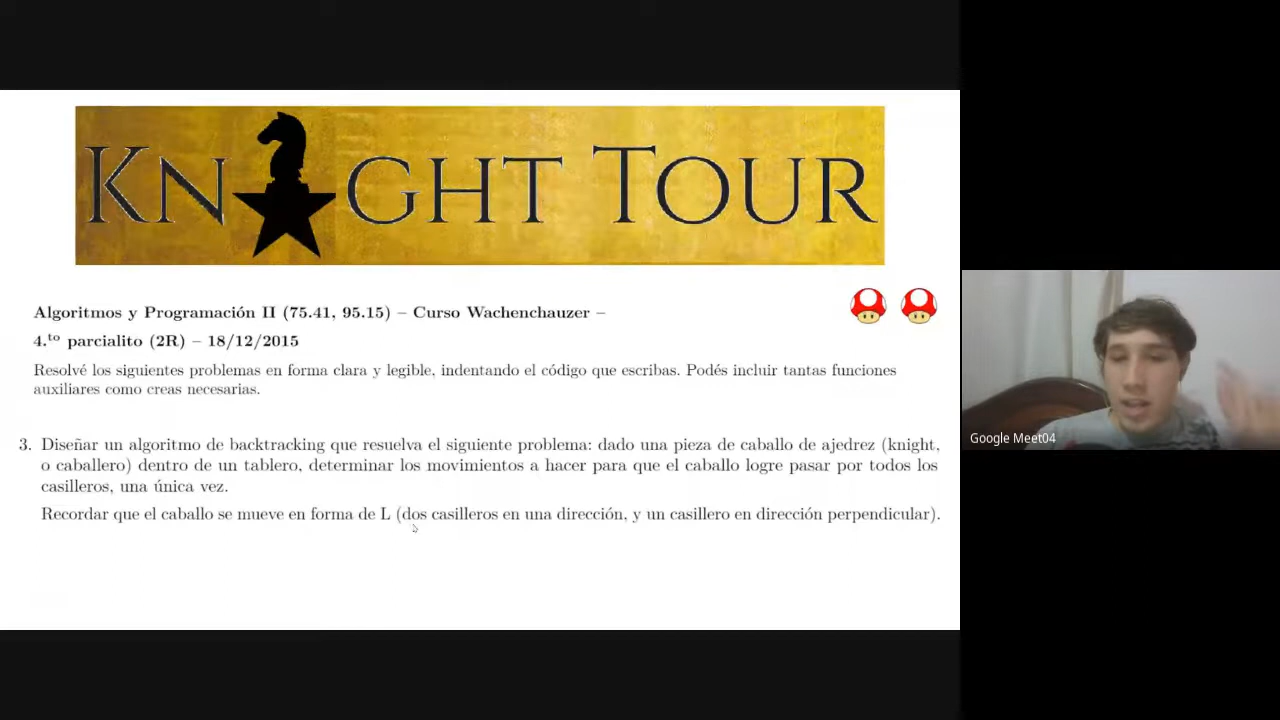 KNIGHT TOUR
Algoritmos y Programación II (75.41, 95.15) – Curso Wachenchauzer –
4.to parcialito (2R) – 18/12/2015
Resolvé los siguientes problemas en forma clara y legible, indentando el código que escribas. Podés incluir tantas funciones
auxiliares como creas necesarias.
3. Diseñar un algoritmo de backtracking que resuelva el siguiente problema: dado una pieza de caballo de ajedrez (knight,
o caballero) dentro de un tablero, determinar los movimientos a hacer para que el caballo logre pasar por todos los
casilleros, una única vez.
Recordar que el caballo se mueve en forma de L (dos casilleros en una dirección, y un casillero en dirección perpendicular).
Google Meet04